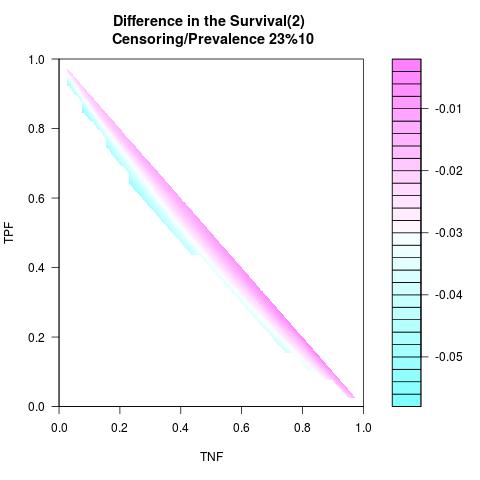 Difference in the Survival(2)
Censoring/Prevalence 23%10
1.0
0.8
0.6
0.4
0.2
0.0
TPF
0.0 0.2 0.4 0.6 0.8 1.0
TNF
-0.01
-0.02
-0.03
-0.04
-0.05